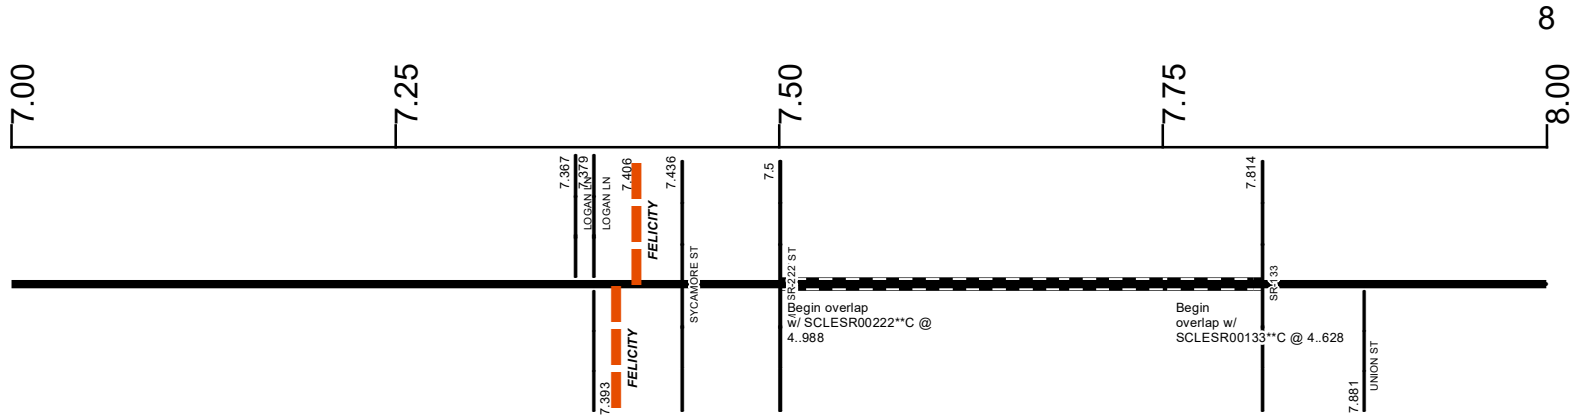 8
7.00
7.25
7.50
7.75
8.00
7.367
7.379
7.406
7.436
7.5
7.814
LOGAN LN
LOGAN LN
FELICITY
SYCAMORE ST
SR-222 ST
SR-133
Begin overlap
w/ SCLESR00222**C @
4..988
Begin
overlap w/
SCLESR00133**C @ 4..628
7.393
FELICITY
7.881
UNION ST